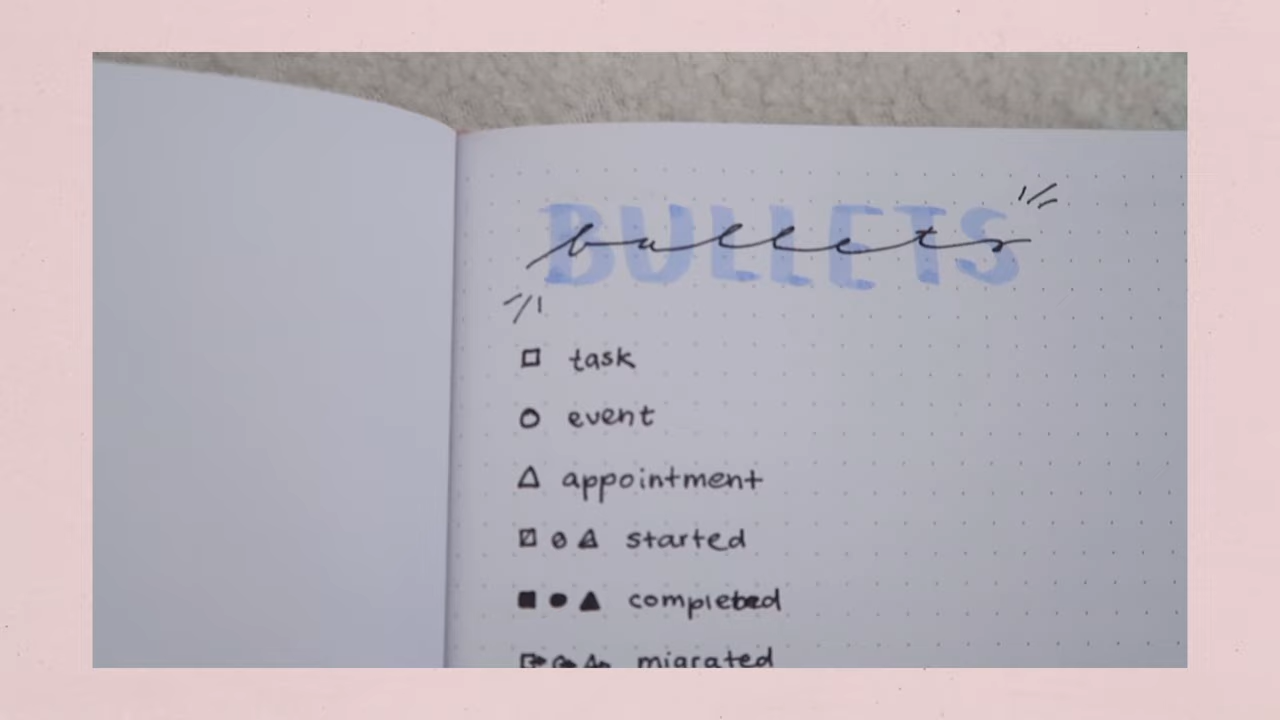 BULLETS
bullets
task
event
appointment
started
completed
migrated